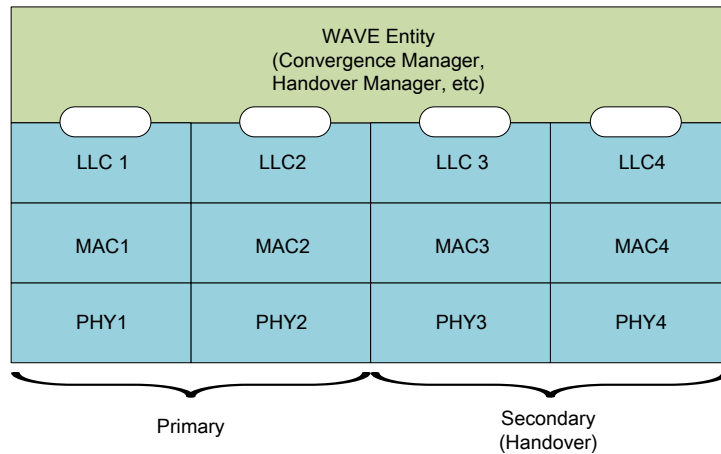 WAVE Entity
(Convergence Manager,
Handover Manager, etc)
LLC 1
LLC2
LLC 3
LLC4
MAC1
MAC2
MAC3
MAC4
PHY1
PHY2
PHY3
PHY4
Primary
Secondary
(Handover)